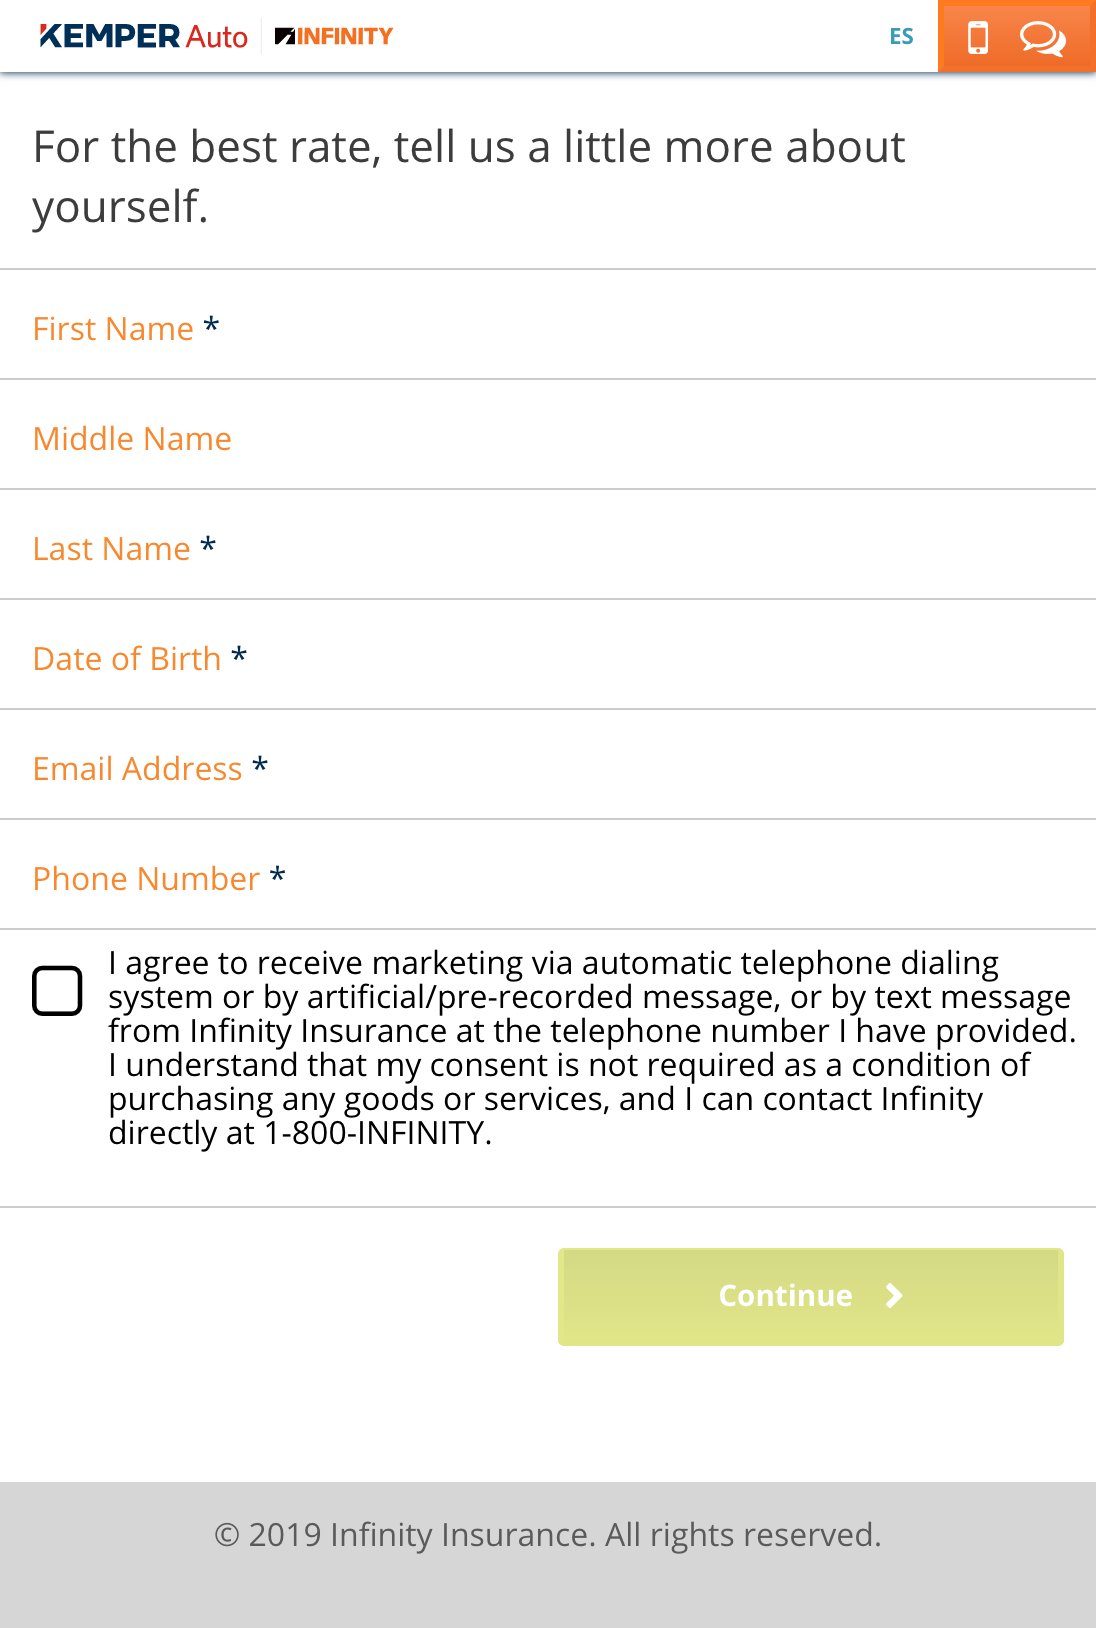 KEMPER Auto INFINITY ES
For the best rate, tell us a little more about
yourself.
First Name *
Middle Name
Last Name *
Date of Birth *
Email Address *
Phone Number *
I agree to receive marketing via automatic telephone dialing
system or by artificial/pre-recorded message, or by text message
from Infinity Insurance at the telephone number I have provided.
I understand that my consent is not required as a condition of
purchasing any goods or services, and I can contact Infinity
directly at 1-800-INFINITY.
Continue
© 2019 Infinity Insurance. All rights reserved.